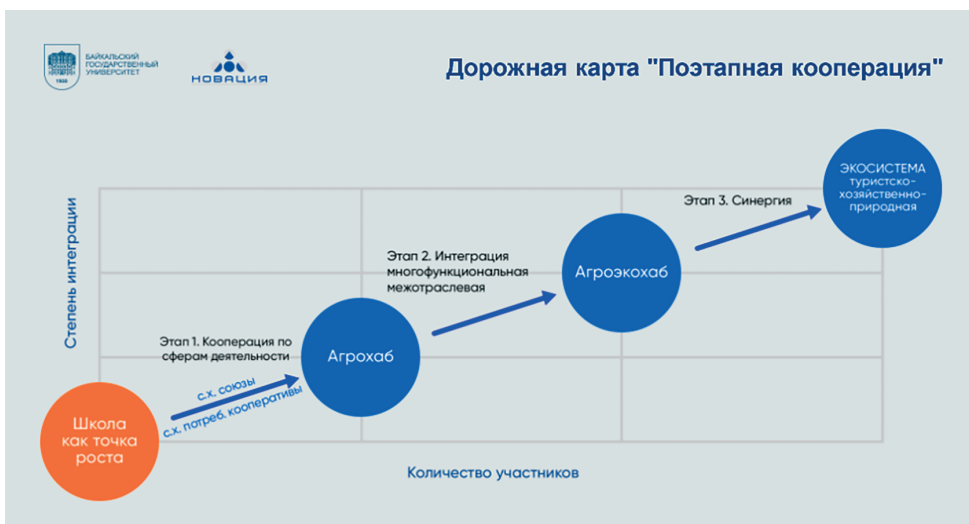 БАЙКАЛЬСКИЙ
ГОСУДАРСТВЕННЫЙ
УНИВЕРСИТЕТ
1930
НОВАЦИЯ
Дорожная карта "Поэтапная кооперация"
Степень интеграции
ЭКОСИСТЕМА
туристско-
хозяйственно-
природная
Этап 3. Синергия
Этап 2. Интеграция
многофункциональная
межотраслевая
Агроэкохаб
Этап 1. Кооперация по
сферам деятельности
Агрохаб
с.х. союзы
с.х. потреб. кооперативы
Школа
как точка
роста
Количество участников